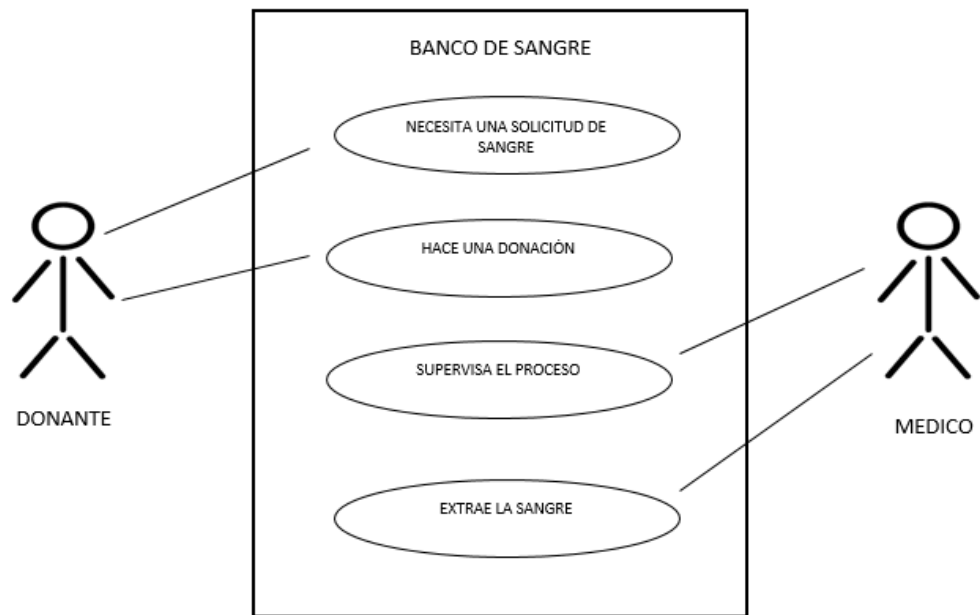 BANCO DE SANGRE
NECESITA UNA SOLICITUD DE
SANGRE
HACE UNA DONACIÓN
SUPERVISA EL PROCESO
DONANTE
MEDICO
EXTRAE LA SANGRE